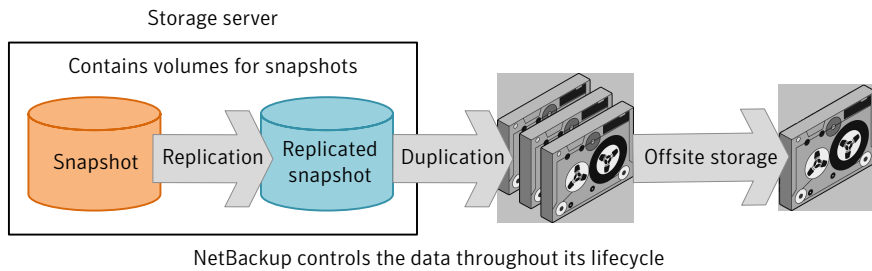 Storage server
Contains volumes for snapshots
Snapshot
Replication
Replicated
snapshot
Duplication
Offsite storage
NetBackup controls the data throughout its lifecycle